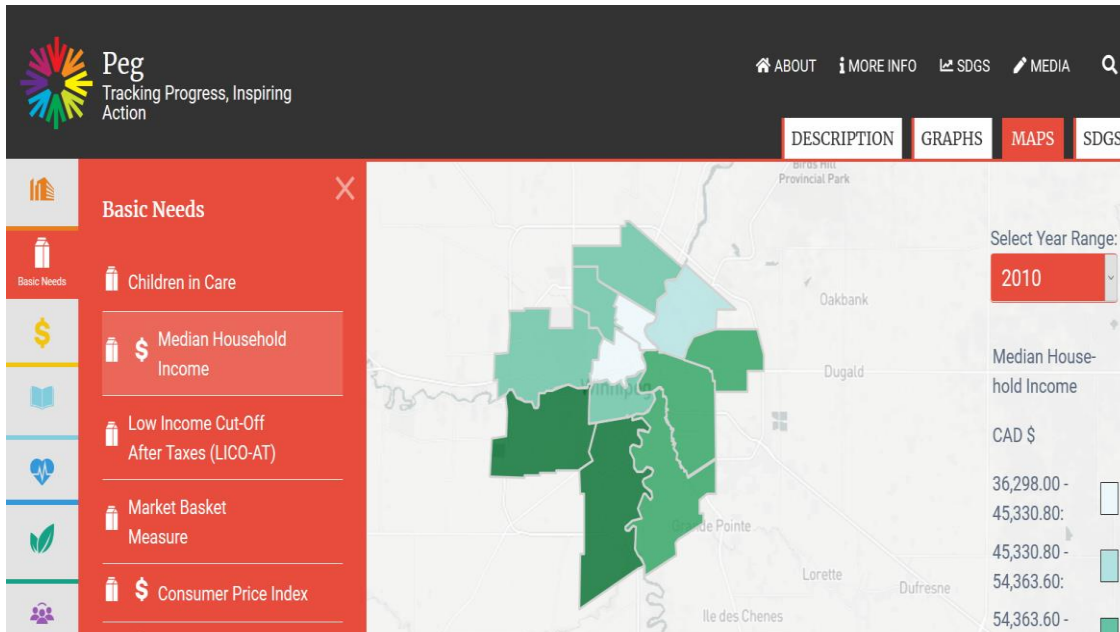 Peg
Tracking Progress, Inspiring
Action
ABOUT
MORE INFO
SDGS
MEDIA
DESCRIPTION
GRAPHS
MAPS
SDGS
Basic Needs
Basic Needs
Children in Care
Median Household
Income
Low Income Cut-Off
After Taxes (LICO-AT)
Market Basket
Measure
Consumer Price Index
Birds Hill
Provincial Park
Oakbank
Dugald
Winnipeg
Grande Pointe
Lorette
Dufresne
Ile des Chenes
Select Year Range:
2010
Median House-
hold Income
CAD $
36,298.00 -
45,330.80:
45,330.80 -
54,363.60:
54,363.60 -